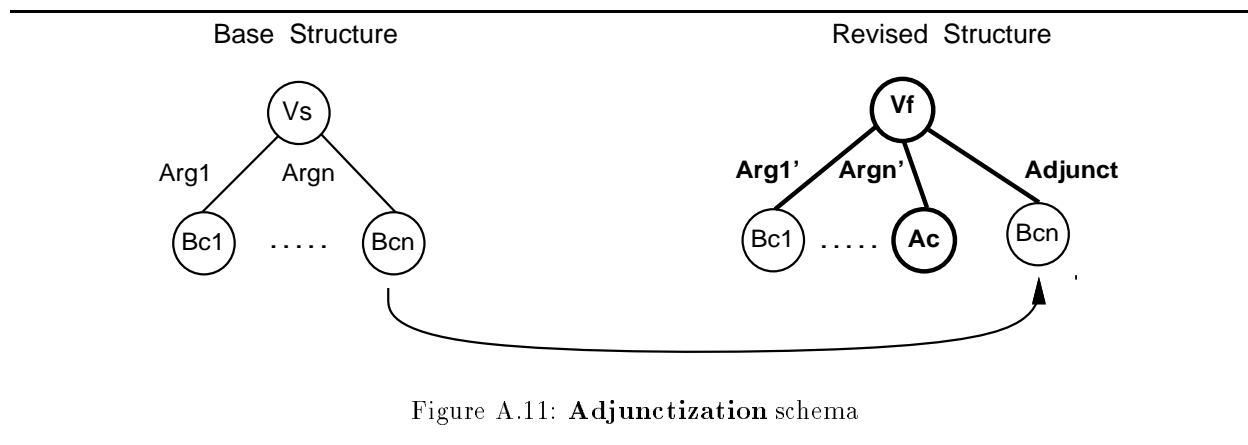 Base Structure Revised Structure
Vs Vf
Arg1 Argn Arg1’ Argn’ Adjunct
Bc1 ..... Bcn Bc1 ..... Ac Bcn
Figure A.11: Adjunctization schema